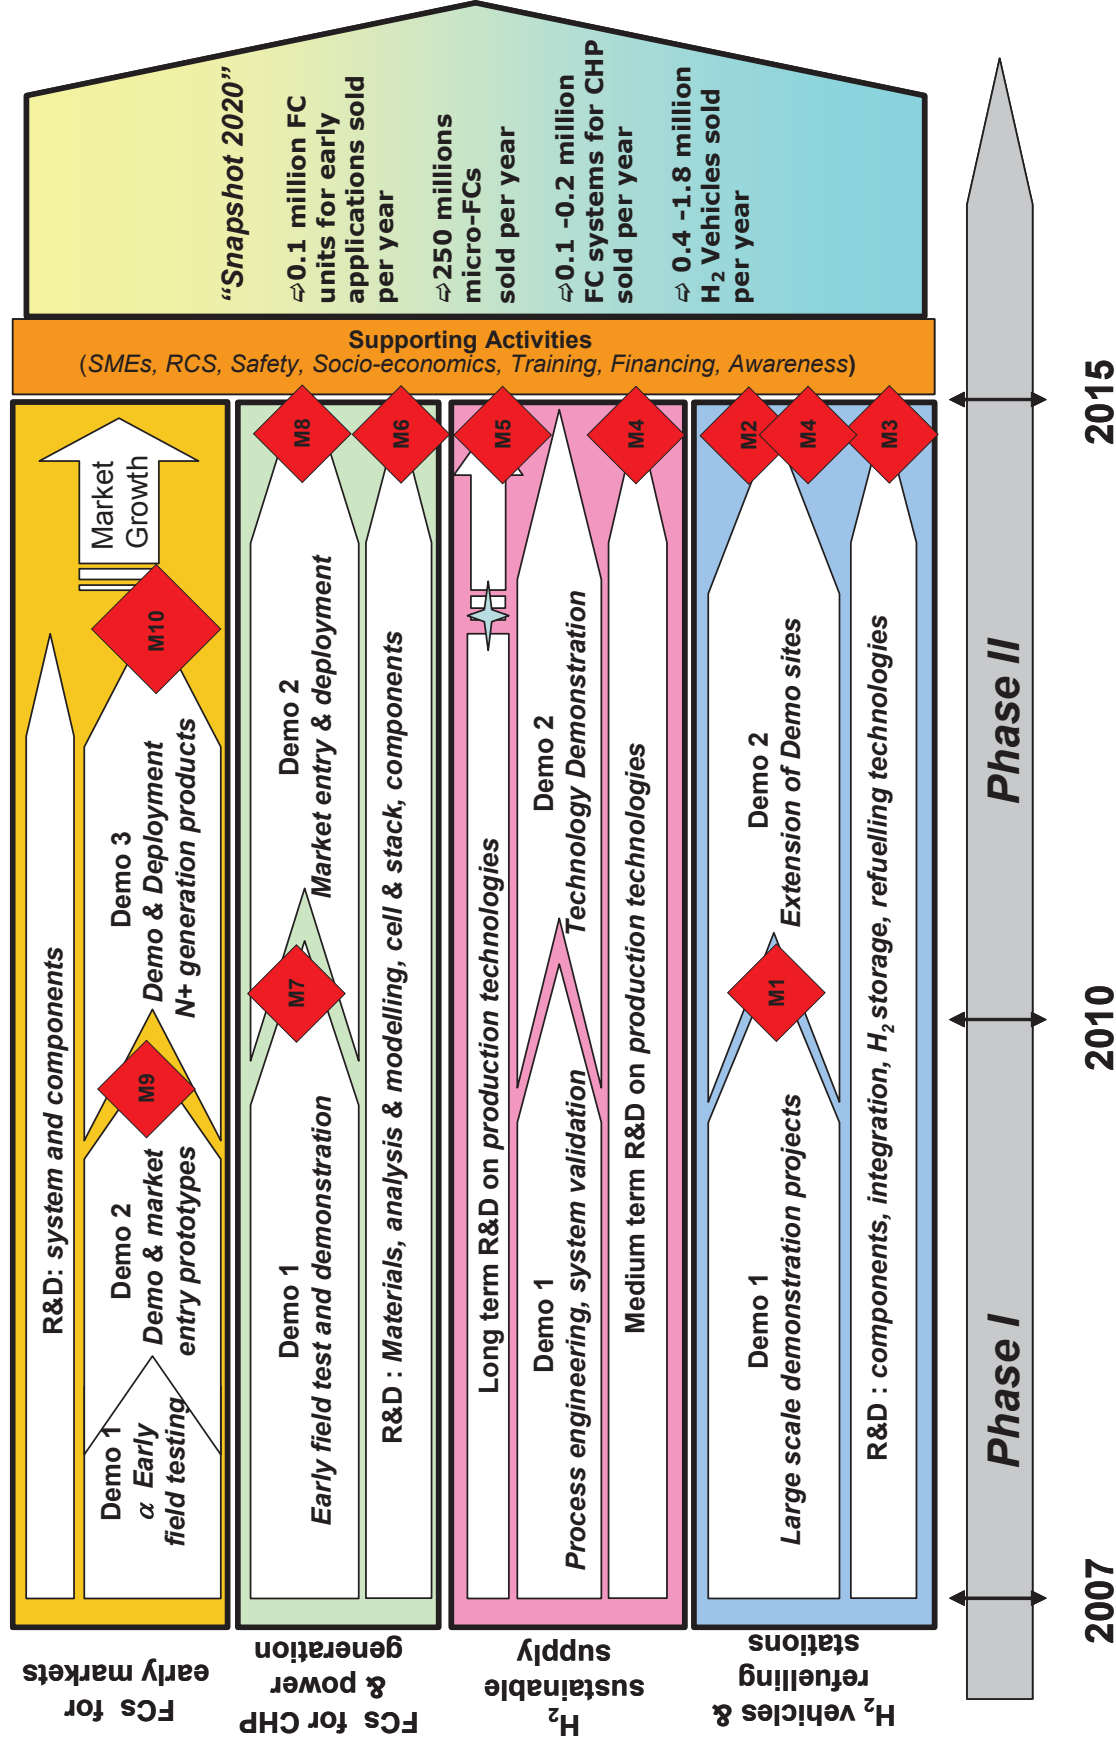 FCs for
early markets
R&D: system and components
Demo 1
α Early
field testing
Demo 2
Demo & market
entry prototypes
M9
Demo 3
Demo & Deployment
N+ generation products
M10
Market
Growth
FCs for CHP
& power
generation
Demo 1
Early field test and demonstration
M7
Demo 2
Market entry & deployment
M8
R&D : Materials, analysis & modelling, cell & stack, components
M6
H2
sustainable
supply
Long term R&D on production technologies
M5
Demo 1
Process engineering, system validation
Demo 2
Technology Demonstration
Medium term R&D on production technologies
M4
H2 vehicles &
refuelling
stations
Demo 1
Large scale demonstration projects
M1
Demo 2
Extension of Demo sites
M2
M4
R&D : components, integration, H2 storage, refuelling technologies
M3
Supporting Activities
(SMEs, RCS, Safety, Socio-economics, Training, Financing, Awareness)
“Snapshot 2020”
⇨0.1 million FC
units for early
applications sold
per year
⇨250 millions
micro-FCs
sold per year
⇨0.1 -0.2 million
FC systems for CHP
sold per year
⇨ 0.4 -1.8 million
H2 Vehicles sold
per year
Phase I
Phase II
2007
2010
2015